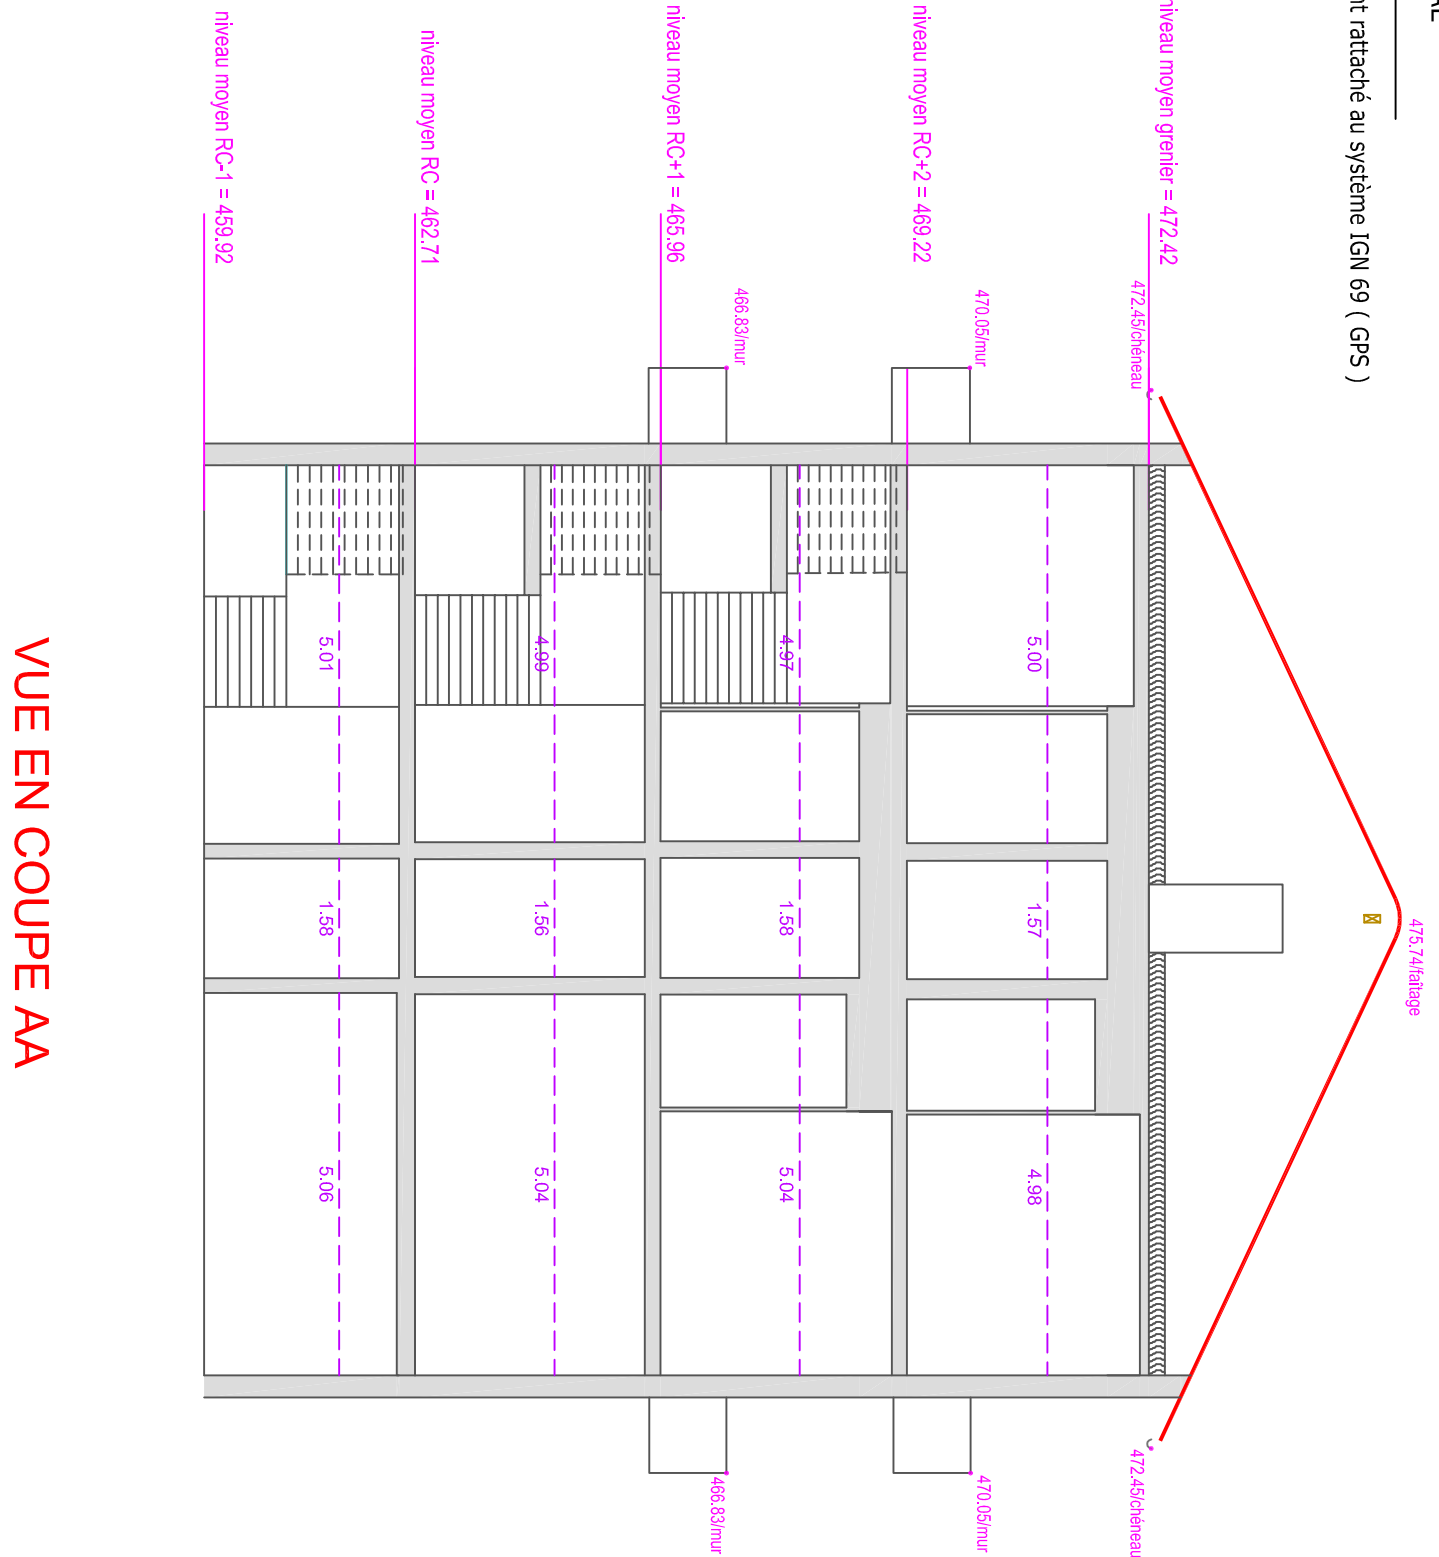 nt rattaché au système IGN 69 ( GPS )
475.74/faîtage
niveau moyen grenier = 472.42
472.45/chéneau
472.45/chéneau
niveau moyen RC+2 = 469.22
470.05/mur
470.05/mur
5.00
1.57
4.98
niveau moyen RC+1 = 465.96
466.83/mur
466.83/mur
4.97
1.58
5.04
niveau moyen RC = 462.71
4.99
1.56
5.04
niveau moyen RC-1 = 459.92
5.01
1.58
5.06
VUE EN COUPE AA